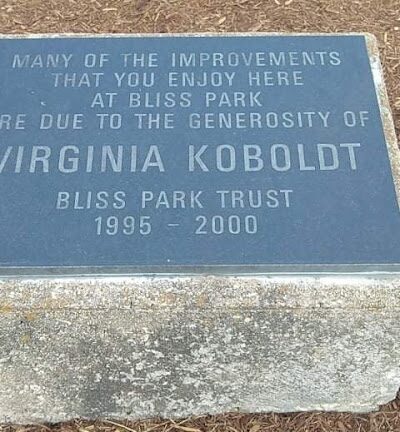 MANY OF THE IMPROVEMENTS
THAT YOU ENJOY HERE
AT BLISS PARK
RE DUE TO THE GENEROSITY OF
VIRGINIA KOBOLDT
BLISS PARK TRUST
1995 - 2000